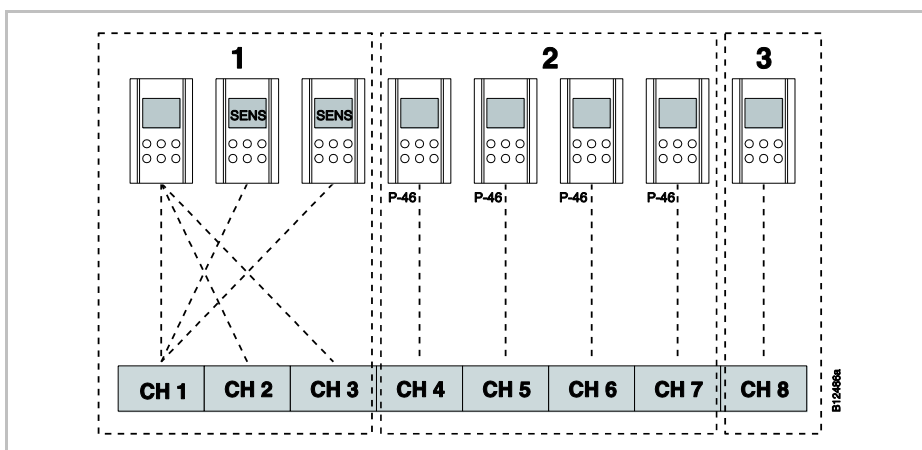 1 2 3
SENS SENS
P-46 P-46 P-46 P-46
CH 1 CH 2 CH 3 CH 4 CH 5 CH 6 CH 7 CH 8
B12486a